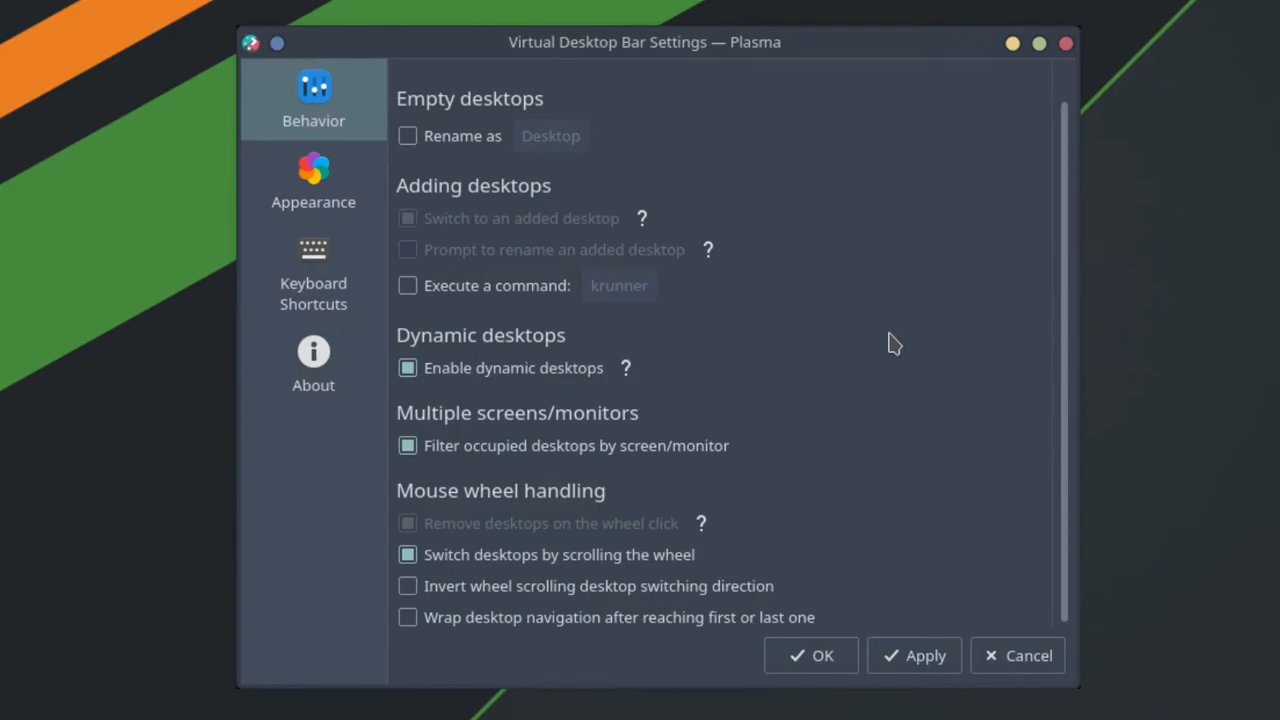 Virtual Desktop Bar Settings — Plasma
Behavior
Appearance
Keyboard
Shortcuts
About
Empty desktops
Rename as Desktop
Adding desktops
Switch to an added desktop ?
Prompt to rename an added desktop ?
Execute a command: krunner
Dynamic desktops
Enable dynamic desktops ?
Multiple screens/monitors
Filter occupied desktops by screen/monitor
Mouse wheel handling
Remove desktops on the wheel click ?
Switch desktops by scrolling the wheel
Invert wheel scrolling desktop switching direction
Wrap desktop navigation after reaching first or last one
OK Apply Cancel